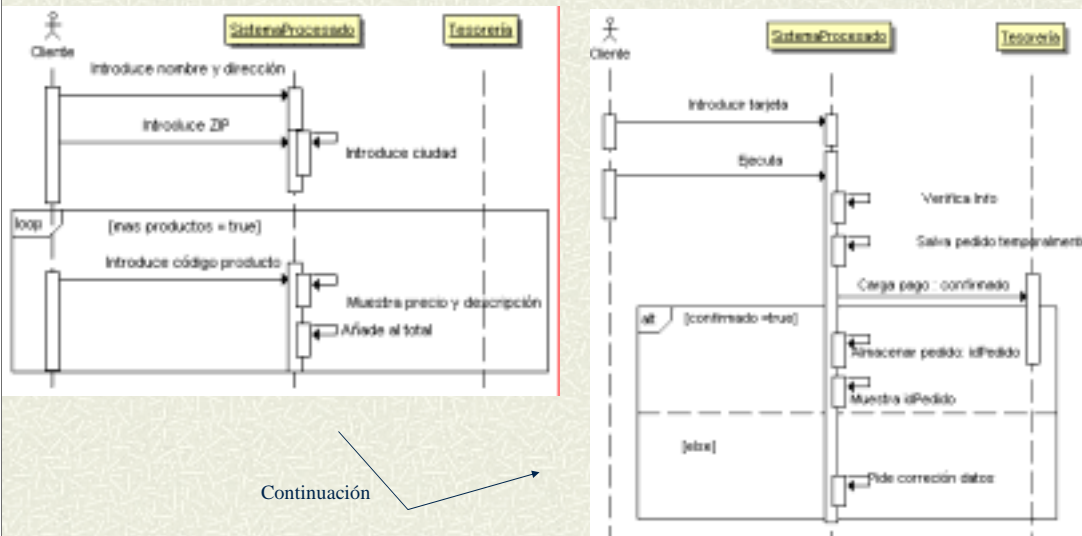 Cliente
SistemaProcesado
Tesorería
Introduce nombre y dirección
Introduce ZIP
Introduce ciudad
loop
[mas productos = true]
Introduce código producto
Muestra precio y descripción
Añade al total
Continuación
Cliente
SistemaProcesado
Tesorería
Introducir tarjeta
Ejecuta
Verifica Info
Salva pedido temporalment
Carga pago : confirmado
alt
[confirmado =true]
Almacenar pedido: idPedido
Muestra idPedido
[else]
Pide correción datos